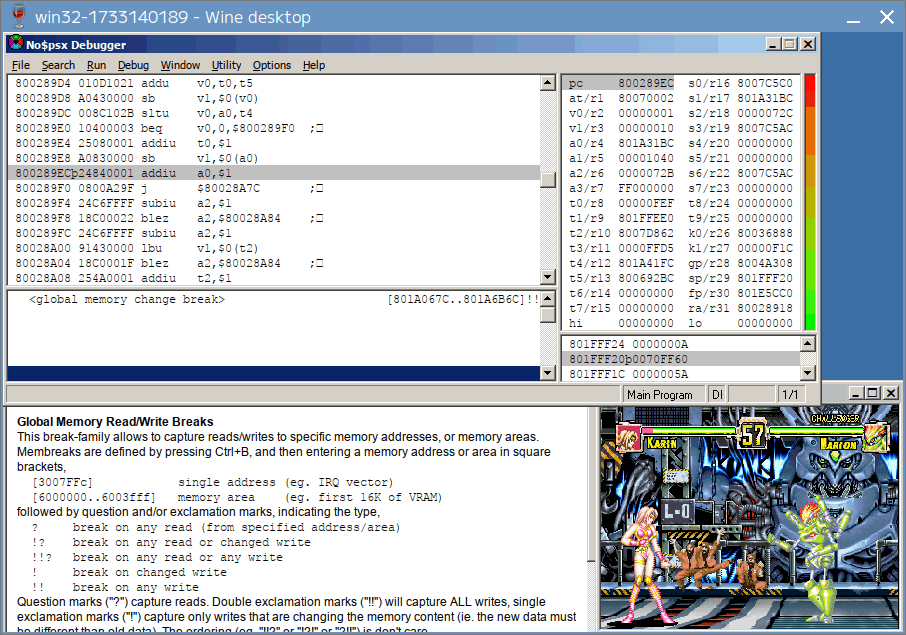 win32-1733140189 - Wine desktop
No$psx Debugger
File Search Run Debug Window Utility Options Help
800289D4 010D1021 addu v0,t0,t5
800289D8 A0430000 sb v1,$0(v0)
800289DC 008C102B sltu v0,a0,t4
800289E0 10400003 beq v0,0,$800289F0 ;□
800289E4 25080001 addiu t0,$1
800289E8 A0830000 sb v1,$0(a0)
800289ECþ24840001 addiu a0,$1
800289F0 0800A29F j $80028A7C ;□
800289F4 24C6FFFF subiu a2,$1
800289F8 18C00022 blez a2,$80028A84 ;□
800289FC 24C6FFFF subiu a2,$1
80028A00 91430000 lbu v1,$0(t2)
80028A04 18C0001F blez a2,$80028A84 ;□
80028A08 254A0001 addiu t2,$1
pc 800289EC s0/r16 8007C5C0
at/r1 80070002 s1/r17 801A31BC
v0/r2 00000001 s2/r18 0000072C
v1/r3 00000010 s3/r19 8007C5AC
a0/r4 801A31BC s4/r20 00000000
a1/r5 00001040 s5/r21 00000000
a2/r6 0000072B s6/r22 8007C5AC
a3/r7 FF000000 s7/r23 00000000
t0/r8 00000FEF t8/r24 00000000
t1/r9 801FFEE0 t9/r25 00000000
t2/r10 8007D862 k0/r26 80036888
t3/r11 0000FFD5 k1/r27 00000F1C
t4/r12 801A41FC gp/r28 8004A308
t5/r13 800692BC sp/r29 801FFF20
t6/r14 00000000 fp/r30 801E5CC0
t7/r15 00000000 ra/r31 80028918
hi 00000000 lo 00000000
<global memory change break> [801A067C..801A6B6C]!!
801FFF24 0000000A
801FFF20þ0070FF60
801FFF1C 0000005A
Main Program DI 1/1
Global Memory Read/Write Breaks
This break-family allows to capture reads/writes to specific memory addresses, or memory areas.
Membreaks are defined by pressing Ctrl+B, and then entering a memory address or area in square
brackets,
[3007FFc] single address (eg. IRQ vector)
[6000000..6003fff] memory area (eg. first 16K of VRAM)
followed by question and/or exclamation marks, indicating the type,
? break on any read (from specified address/area)
!? break on any read or changed write
!!? break on any read or any write
! break on changed write
!! break on any write
Question marks ("?") capture reads. Double exclamation marks ("!!") will capture ALL writes, single
exclamation marks ("!") capture only writes that are changing the memory content (ie. the new data must
be different than old data). The ordering (eg. "!!?" or "?!" or "?!!") is don't care.
CHALLENGER
KARIN 57
L-0